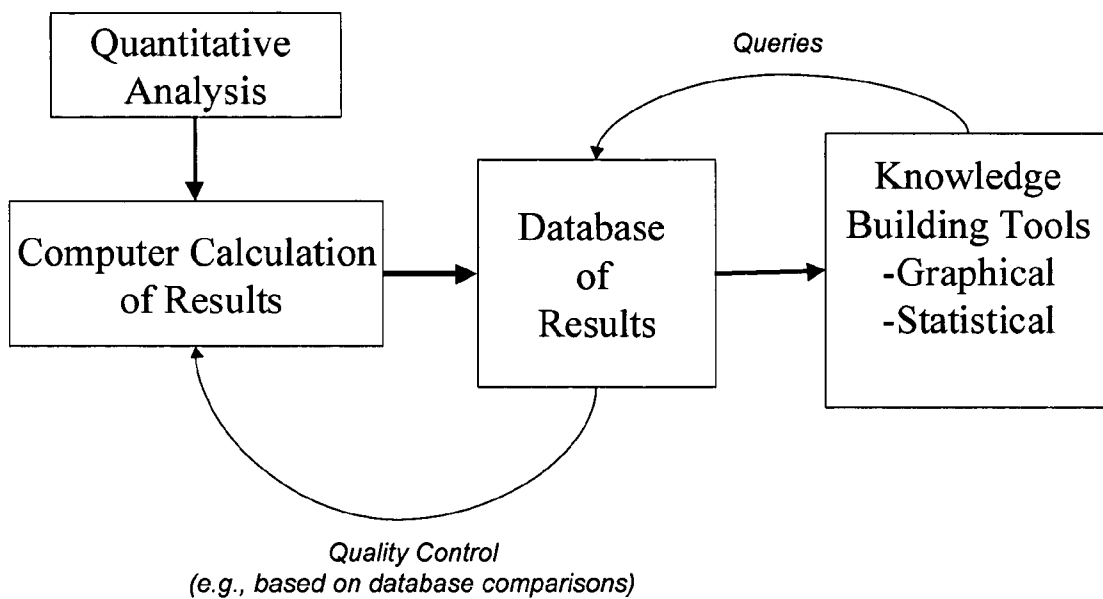 Quantitative
Analysis
Queries
Computer Calculation
of Results
Database
of
Results
Knowledge
Building Tools
-Graphical
-Statistical
Quality Control
(e.g., based on database comparisons)